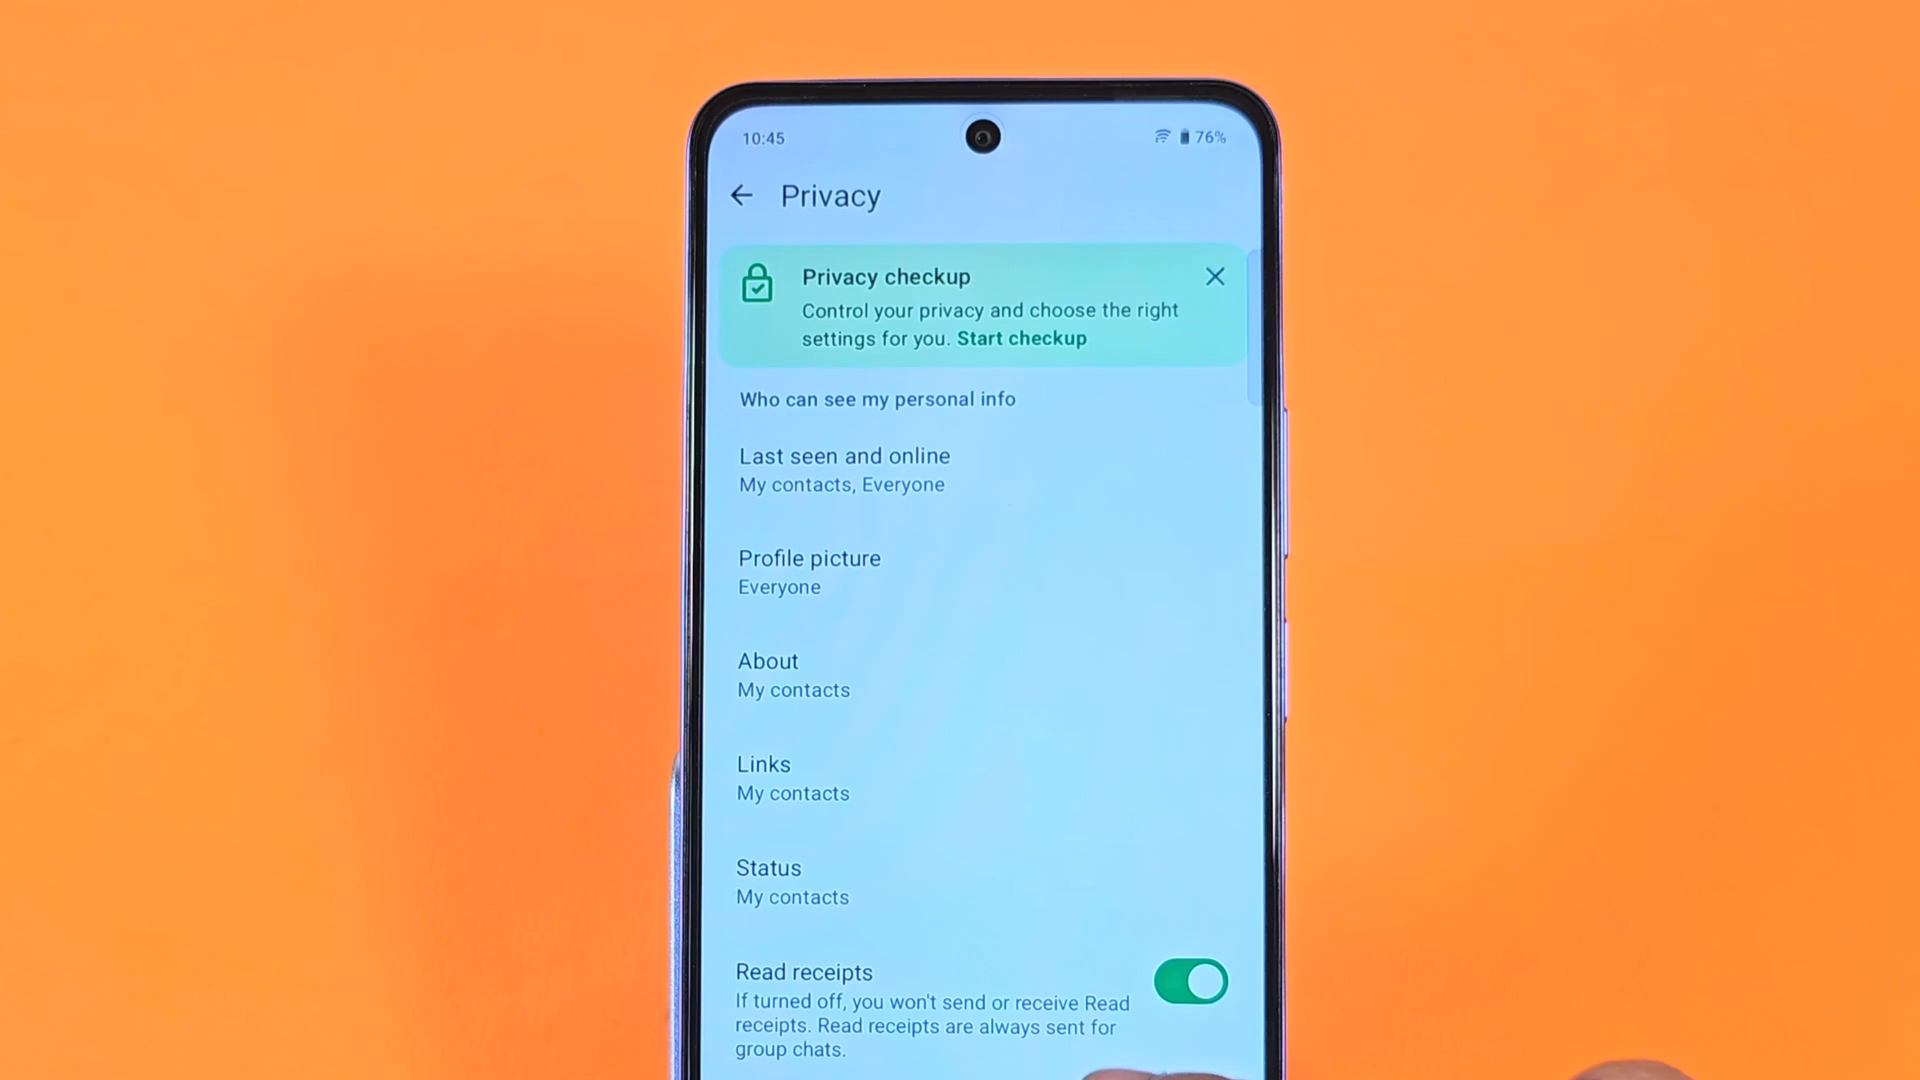 10:45
76%
Privacy
Privacy checkup
Control your privacy and choose the right
settings for you. Start checkup
Who can see my personal info
Last seen and online
My contacts, Everyone
Profile picture
Everyone
About
My contacts
Links
My contacts
Status
My contacts
Read receipts
If turned off, you won't send or receive Read
receipts. Read receipts are always sent for
group chats.